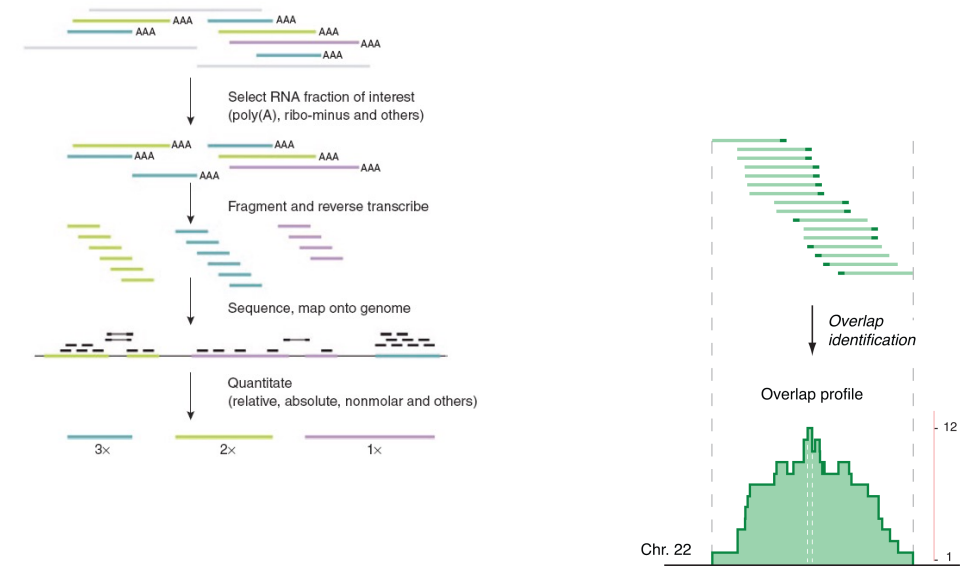 AAA
AAA
AAA
AAA
AAA
AAA
Select RNA fraction of interest
(poly(A), ribo-minus and others)
AAA
AAA
AAA
AAA
AAA
AAA
Fragment and reverse transcribe
Sequence, map onto genome
Quantitate
(relative, absolute, nonmolar and others)
3×
2×
1×
Overlap
identification
Overlap profile
12
Chr. 22
1